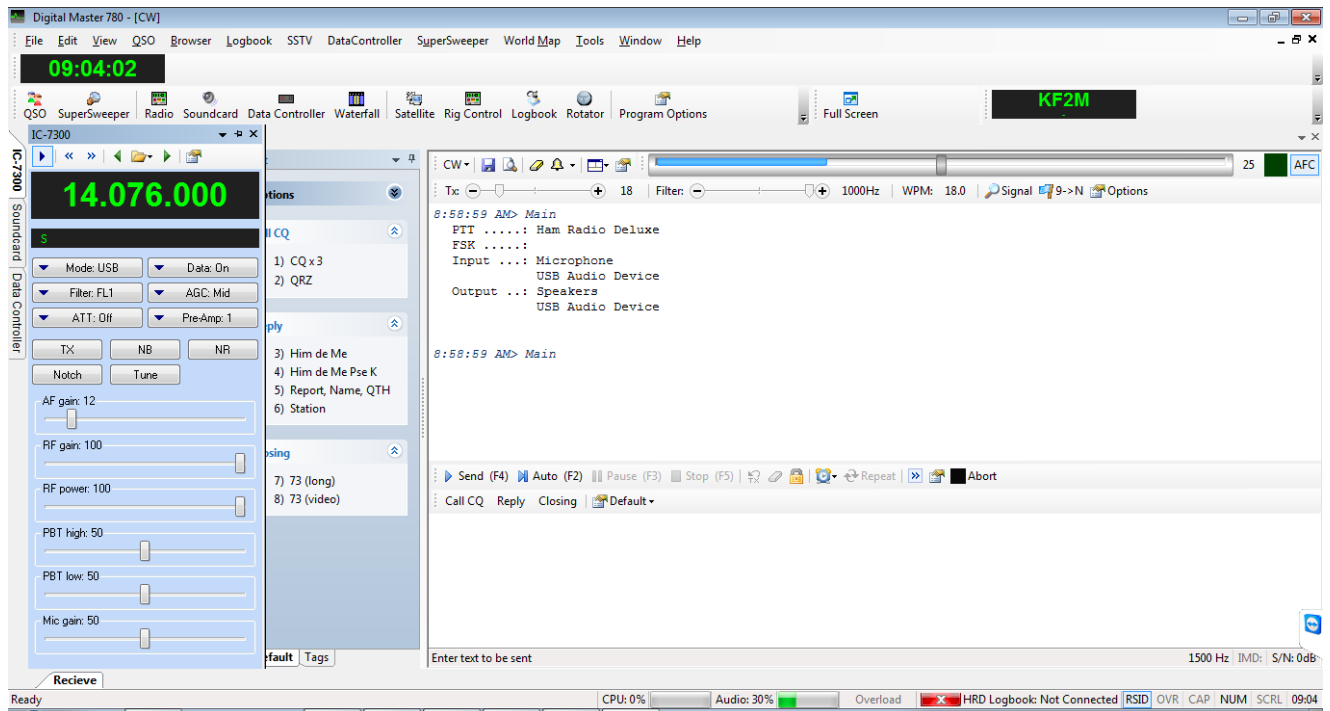 Digital Master 780 - [CW]
File Edit View QSO Browser Logbook SSTV DataController SuperSweeper World Map Tools Window Help
09:04:02
QSO SuperSweeper Radio Soundcard Data Controller Waterfall Satellite Rig Control Logbook Rotator Program Options Full Screen
KF2M
-
IC-7300
IC-7300
Soundcard
Data Controller
14.076.000
S
Mode: USB Data: On
Filter: FL1 AGC: Mid
ATT: Off Pre-Amp: 1
TX NB NR
Notch Tune
AF gain: 12
RF gain: 100
RF power: 100
PBT high: 50
PBT low: 50
Mic gain: 50
Recieve
:
ptions
ll CQ
1) CQ x 3
2) QRZ
eply
3) Him de Me
4) Him de Me Pse K
5) Report, Name, QTH
6) Station
osing
7) 73 (long)
8) 73 (video)
efault Tags
CW 25 AFC
Tx: 18 Filter: 1000Hz WPM: 18.0 Signal 9->N Options
8:58:59 AM> Main
PTT .....: Ham Radio Deluxe
FSK .....:
Input ...: Microphone
USB Audio Device
Output ..: Speakers
USB Audio Device
8:58:59 AM> Main
Send (F4) Auto (F2) Pause (F3) Stop (F5) Repeat Abort
Call CQ Reply Closing Default
Enter text to be sent 1500 Hz IMD: S/N: 0dB
Ready CPU: 0% Audio: 30% Overload HRD Logbook: Not Connected RSID OVR CAP NUM SCRL 09:04